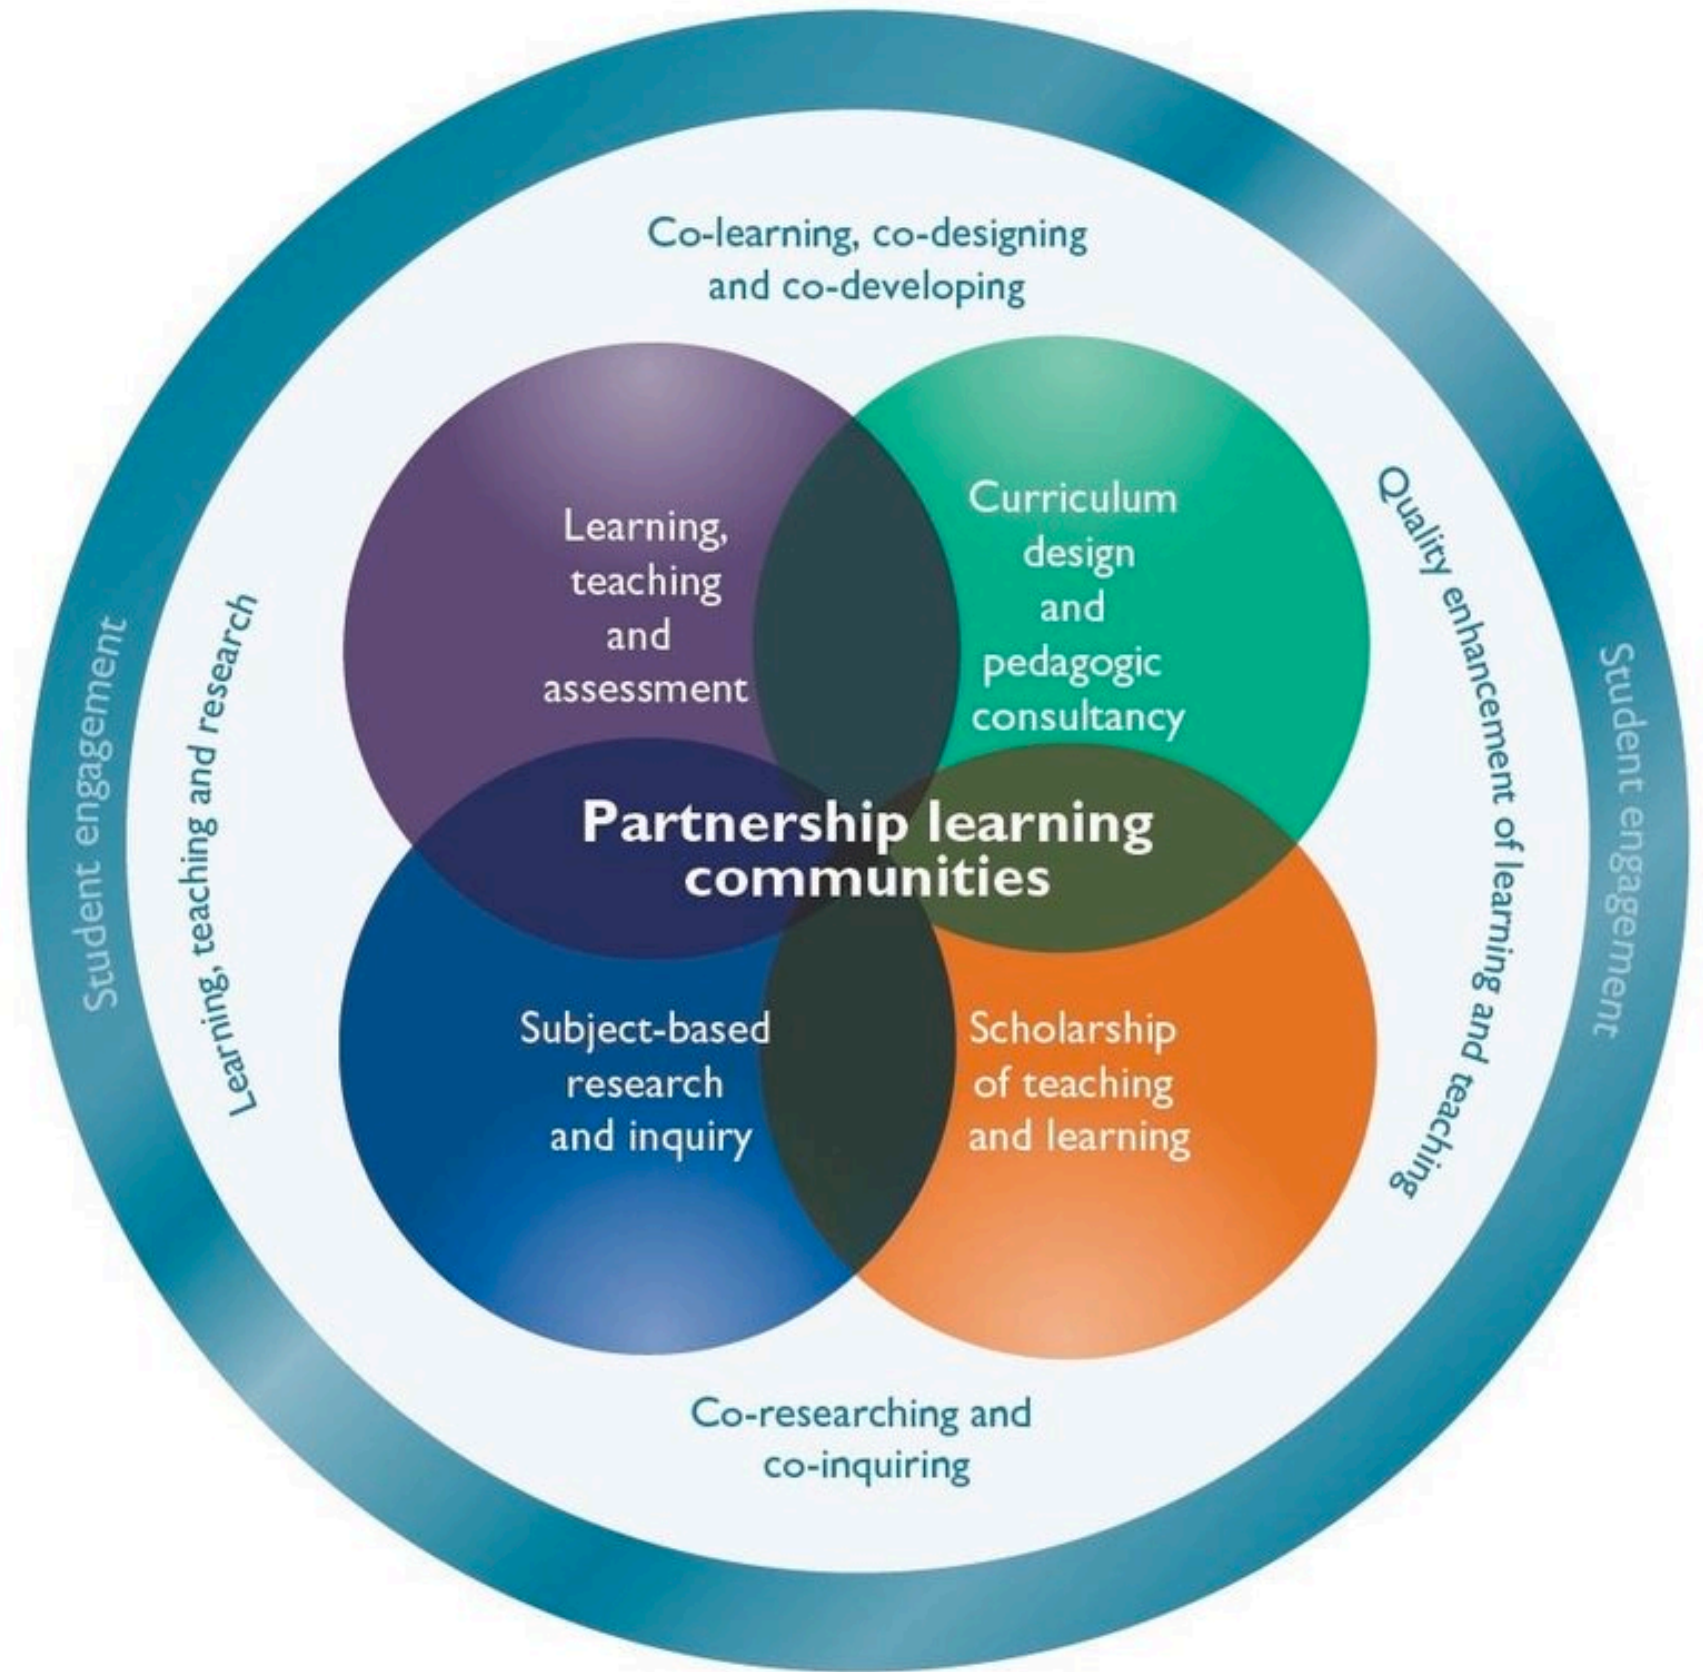 Co-learning, co-designing
and co-developing
Student engagement
Learning, teaching and research
Learning,
teaching
and
assessment
Curriculum
design
and
pedagogic
consultancy
Quality enhancement of learning and teaching
Student engagement
Partnership learning
communities
Subject-based
research
and inquiry
Scholarship
of teaching
and learning
Co-researching and
co-inquiring